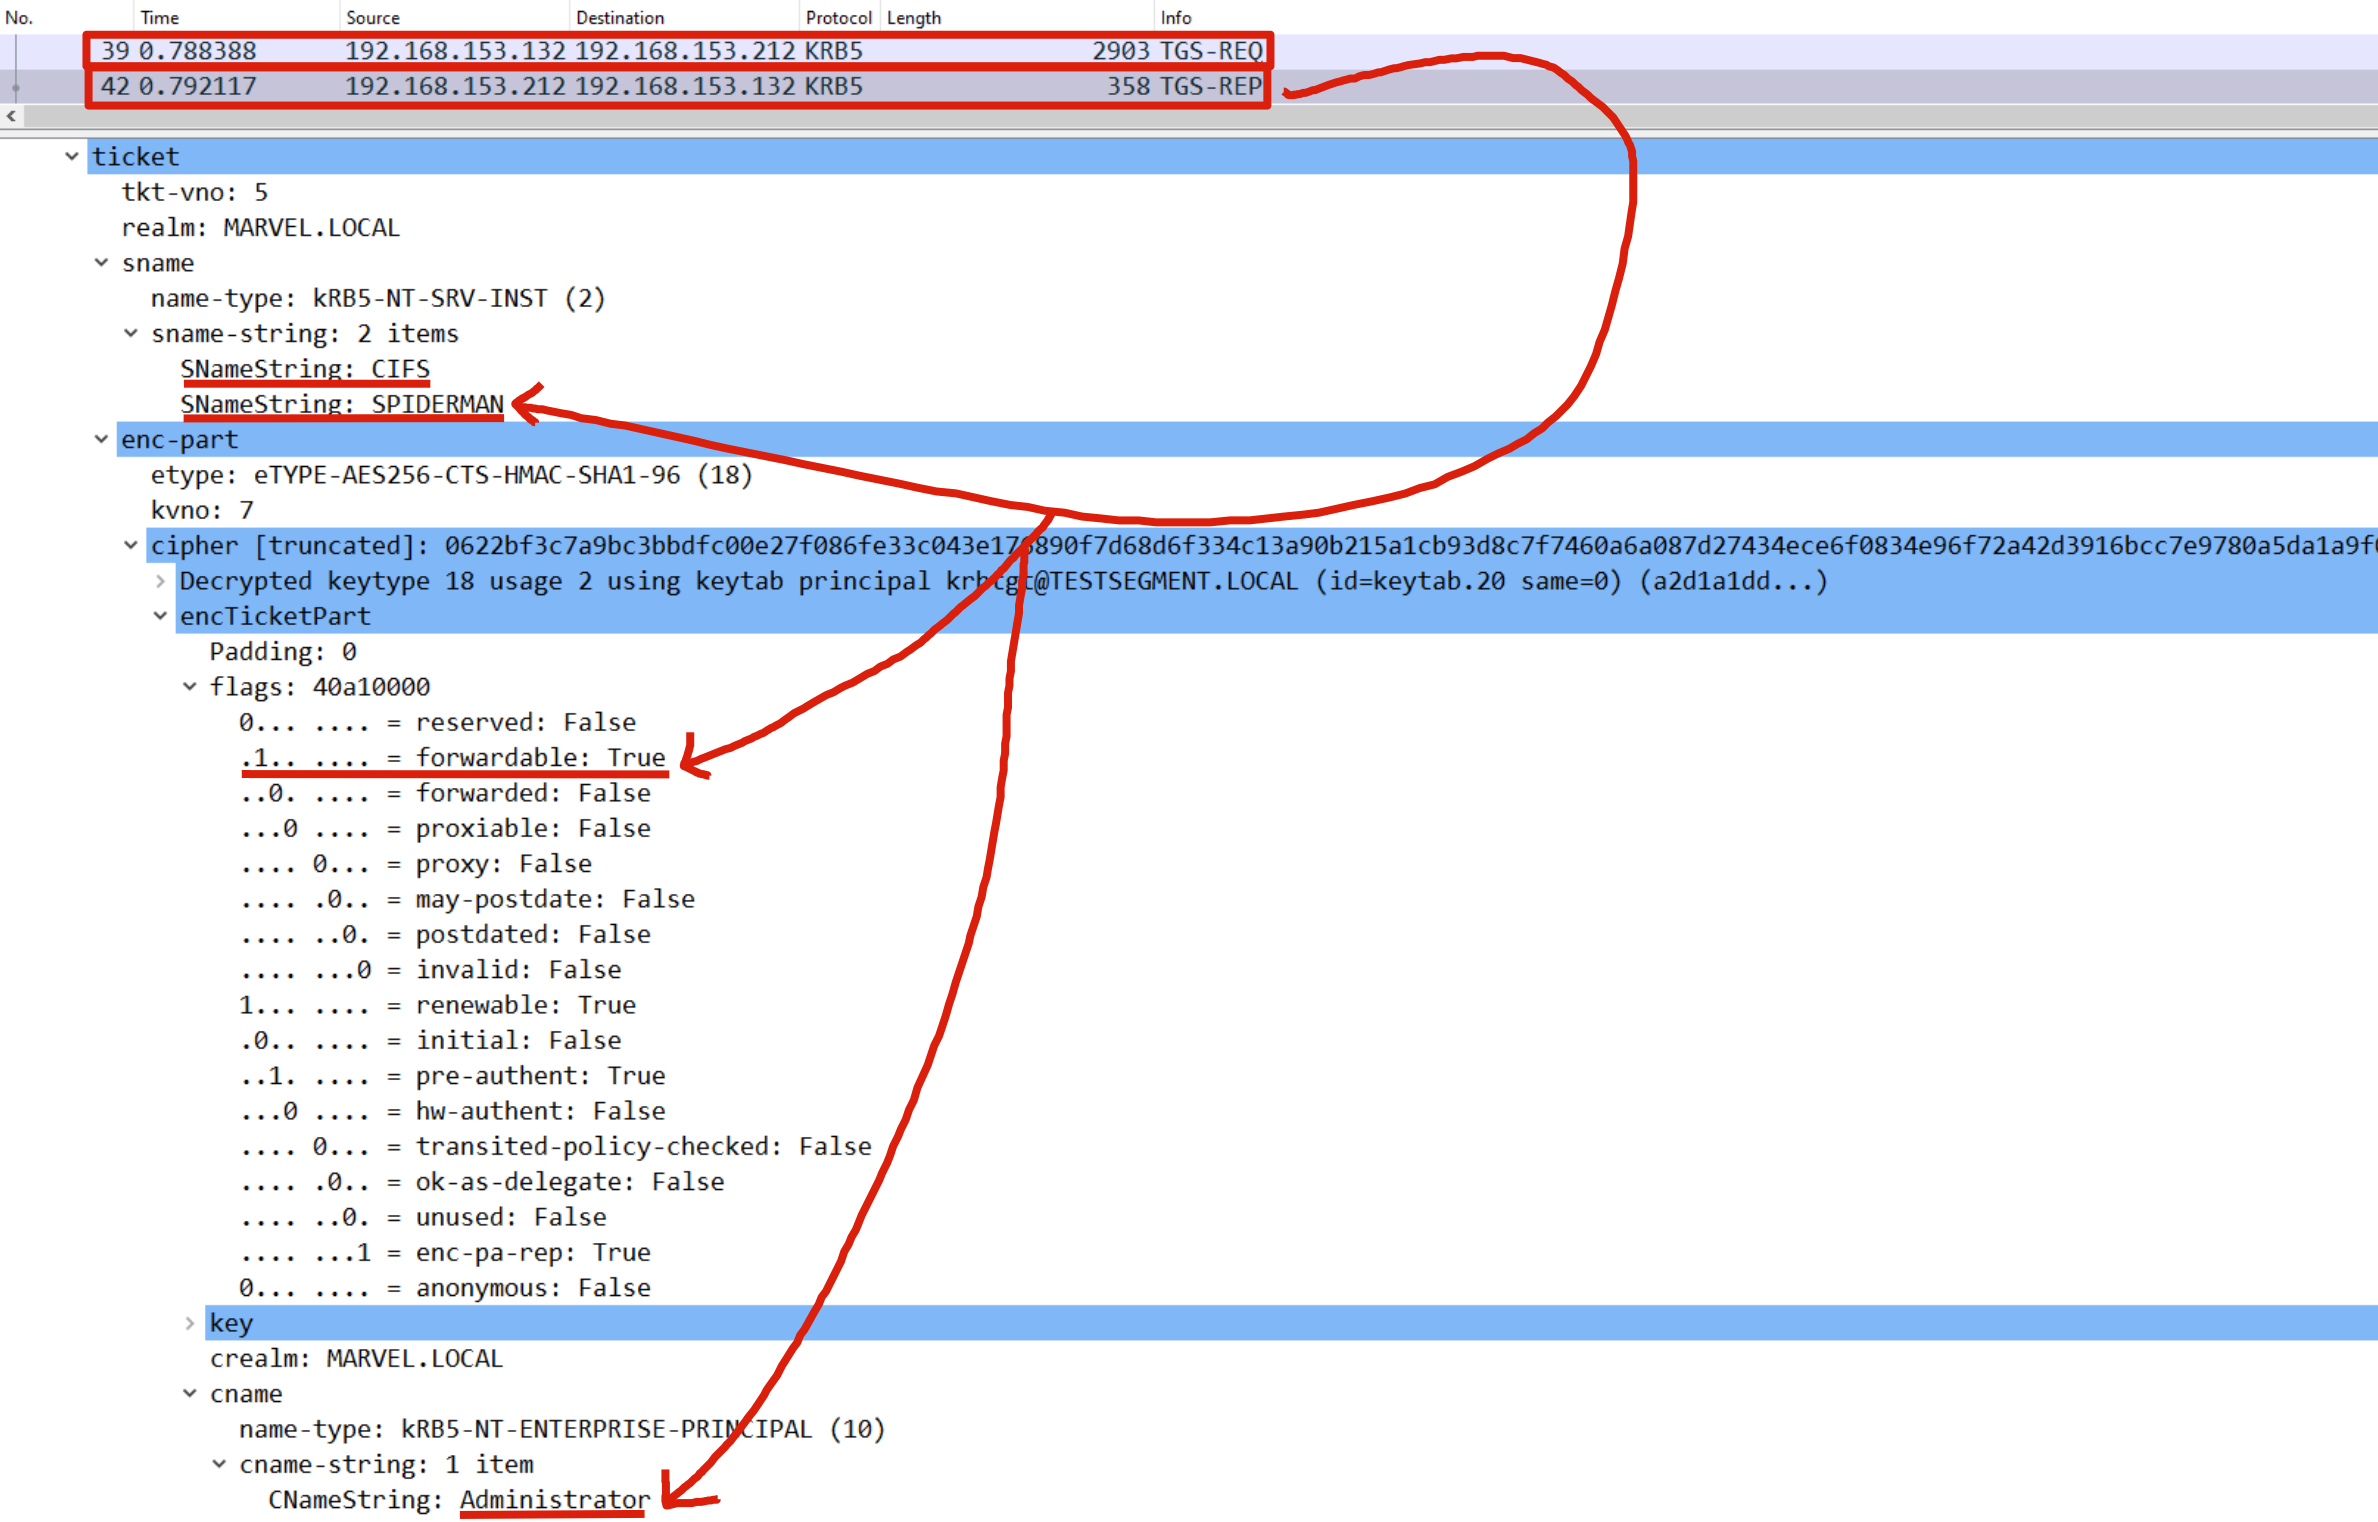 No. Time Source Destination Protocol Length Info
39 0.788388 192.168.153.132 192.168.153.212 KRB5 2903 TGS-REQ
42 0.792117 192.168.153.212 192.168.153.132 KRB5 358 TGS-REP
ticket
tkt-vno: 5
realm: MARVEL.LOCAL
sname
name-type: kRB5-NT-SRV-INST (2)
sname-string: 2 items
SNameString: CIFS
SNameString: SPIDERMAN
enc-part
etype: eTYPE-AES256-CTS-HMAC-SHA1-96 (18)
kvno: 7
cipher [truncated]:
Decrypted keytype 18 usage 2 using keytab principal krbtgt@TESTSEGMENT.LOCAL (id=keytab.20 same=0) (a2d1a1dd...)
encTicketPart
Padding: 0
flags: 40a10000
0... .... = reserved: False
.1.. .... = forwardable: True
..0. .... = forwarded: False
...0 .... = proxiable: False
.... 0... = proxy: False
.... .0.. = may-postdate: False
.... ..0. = postdated: False
.... ...0 = invalid: False
1... .... = renewable: True
.0.. .... = initial: False
..1. .... = pre-authent: True
...0 .... = hw-authent: False
.... 0... = transited-policy-checked: False
.... .0.. = ok-as-delegate: False
.... ..0. = unused: False
.... ...1 = enc-pa-rep: True
0... .... = anonymous: False
key
crealm: MARVEL.LOCAL
cname
name-type: kRB5-NT-ENTERPRISE-PRINCIPAL (10)
cname-string: 1 item
CNameString: Administrator